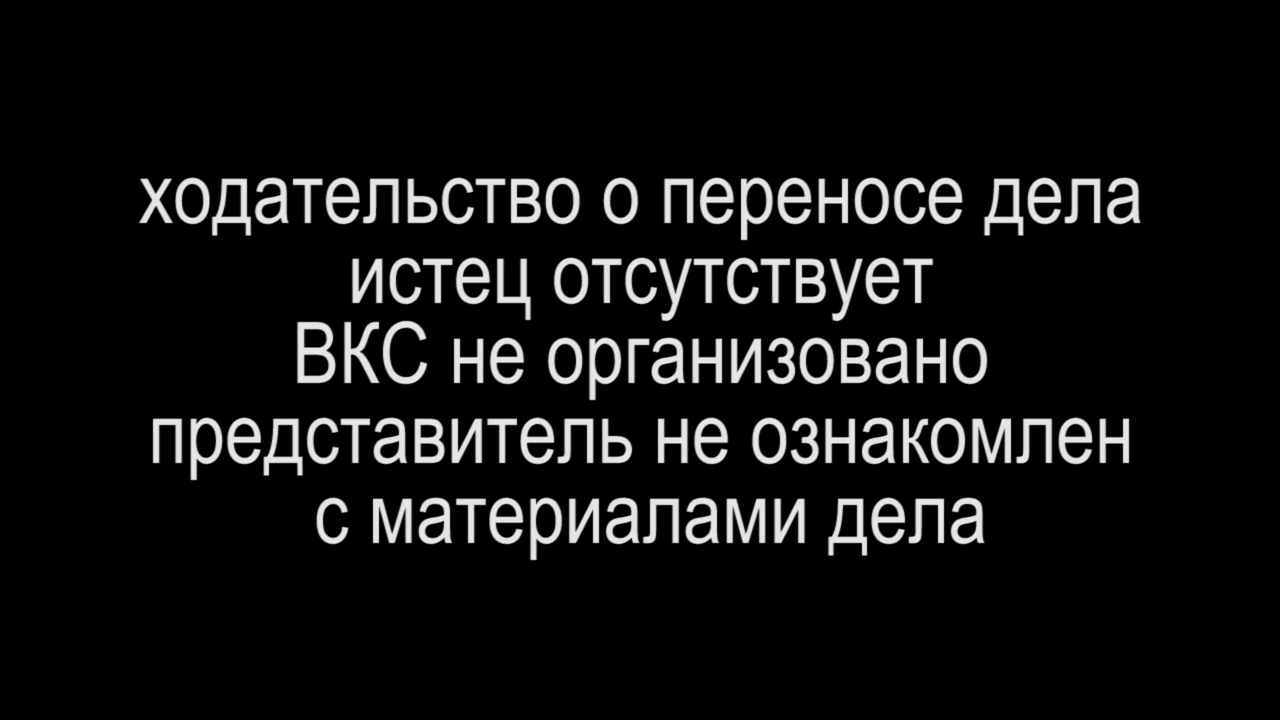 ходательство о переносе дела
истец отсутствует
ВКС не организовано
представитель не ознакомлен
с материалами дела